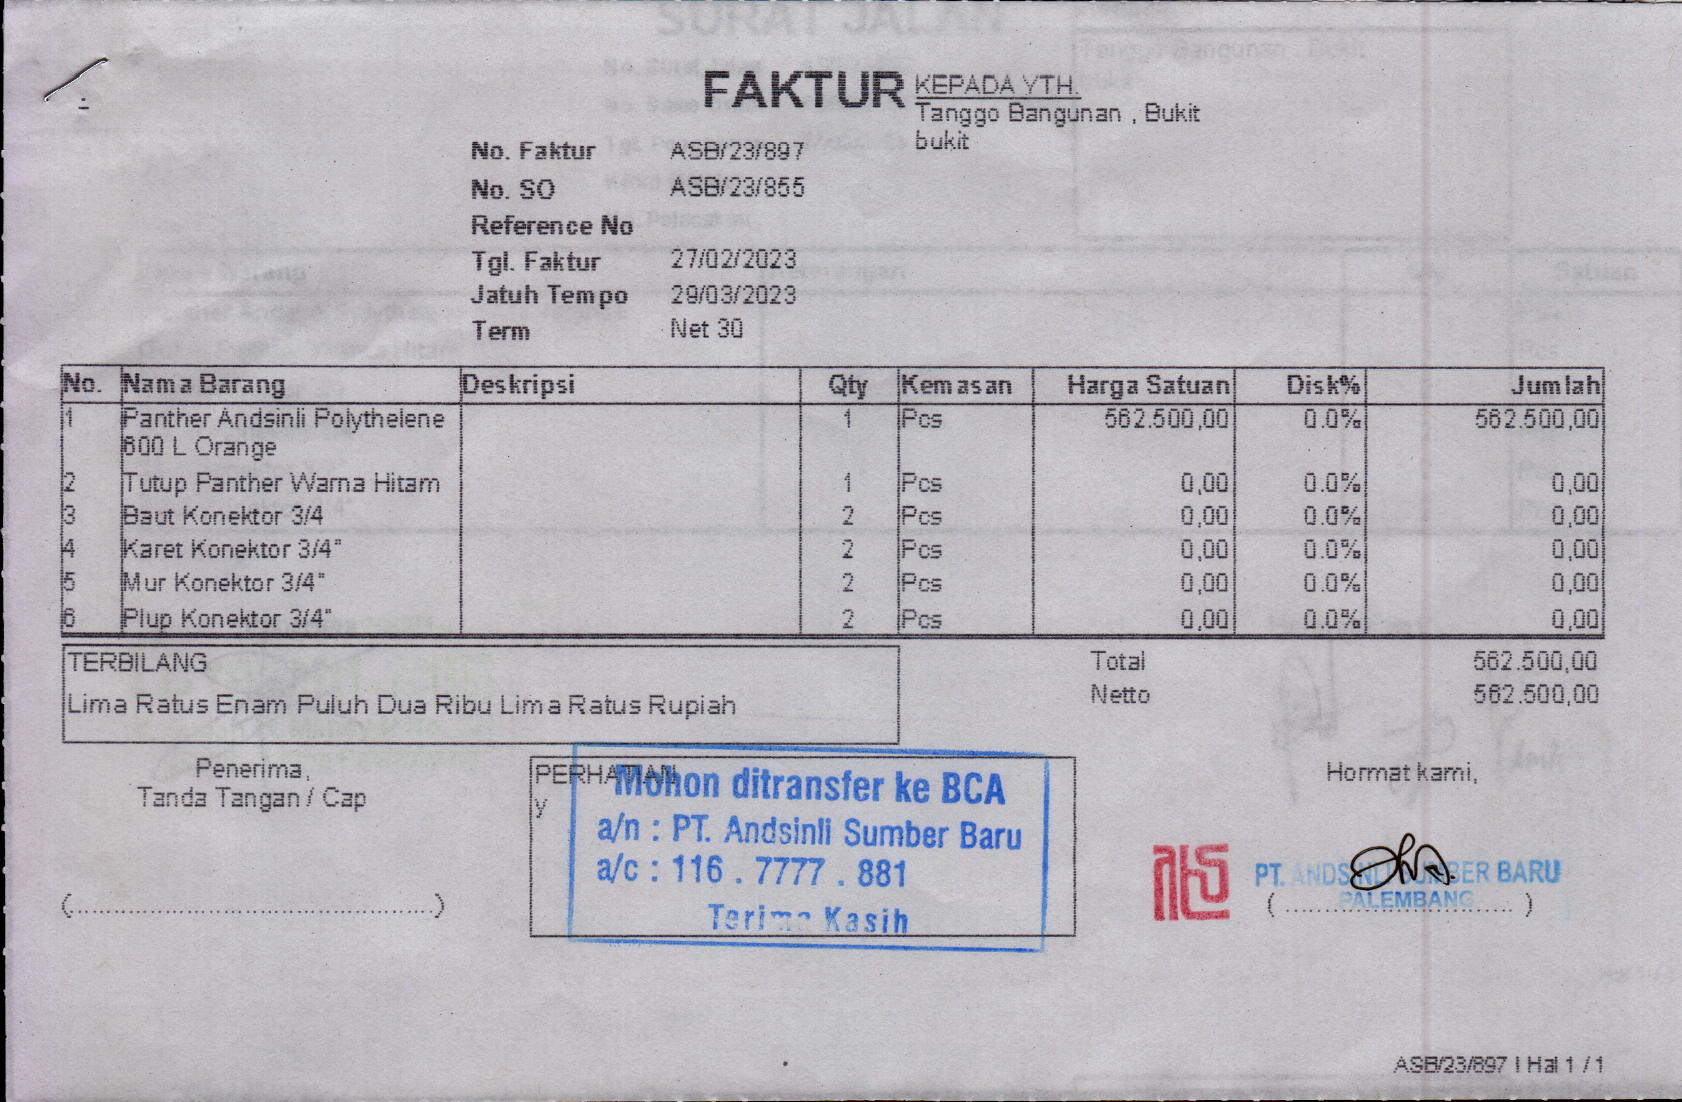 FAKTUR
KEPADA YTH.
Tanggo Bangunan , Bukit
bukit
No. Faktur ASB/23/897
No. SO ASB/23/855
Reference No
Tgl. Faktur 27/02/2023
Jatuh Tempo 29/03/2023
Term Net 30
No. Nama Barang Deskripsi Qty Kemasan Harga Satuan Disk% Jumlah
1 Panther Andsinli Polythelene 1 Pcs 562.500,00 0.0% 562.500,00
600 L Orange
2 Tutup Panther Warna Hitam 1 Pcs 0,00 0.0% 0,00
3 Baut Konektor 3/4 2 Pcs 0,00 0.0% 0,00
4 Karet Konektor 3/4" 2 Pcs 0,00 0.0% 0,00
5 Mur Konektor 3/4" 2 Pcs 0,00 0.0% 0,00
6 Plup Konektor 3/4" 2 Pcs 0,00 0.0% 0,00
TERBILANG
Lima Ratus Enam Puluh Dua Ribu Lima Ratus Rupiah
Total 562.500,00
Netto 562.500,00
Penerima,
Tanda Tangan / Cap
(..................................................)
PERHATIAN
y
Mohon ditransfer ke BCA
a/n : PT. Andsinli Sumber Baru
a/c : 116 . 7777 . 881
Terima Kasih
Hormat kami,
PT. ANDSINLI SUMBER BARU
PALEMBANG
(................................)
ASB/23/897 | Hal 1 / 1